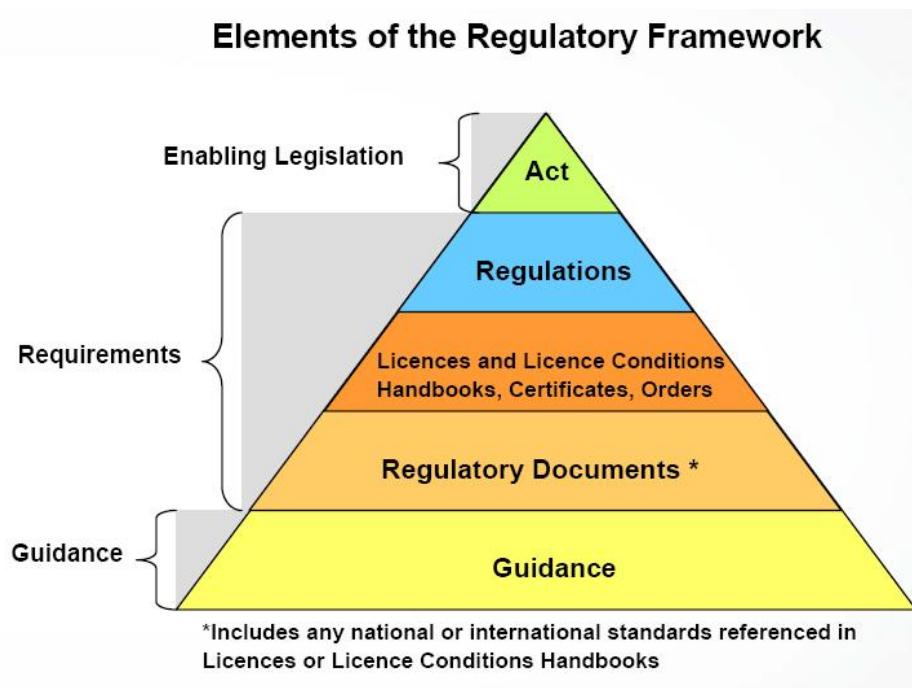 Elements of the Regulatory Framework
Enabling Legislation
Act
Regulations
Requirements
Licences and Licence Conditions
Handbooks, Certificates, Orders
Regulatory Documents *
Guidance
Guidance
*Includes any national or international standards referenced in
Licences or Licence Conditions Handbooks